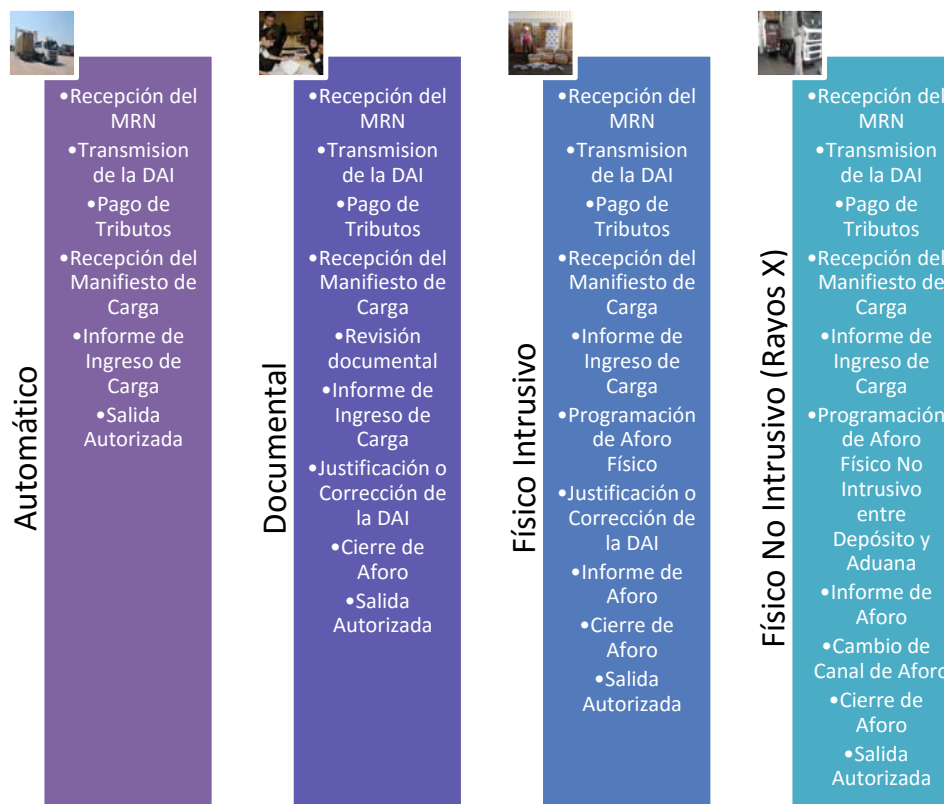 Automático
•Recepción del
MRN
•Transmision
de la DAI
•Pago de
Tributos
•Recepción del
Manifiesto de
Carga
•Informe de
Ingreso de
Carga
•Salida
Autorizada
Documental
•Recepción del
MRN
•Transmision
de la DAI
•Pago de
Tributos
•Recepción del
Manifiesto de
Carga
•Revisión
documental
•Informe de
Ingreso de
Carga
•Justificación o
Corrección de
la DAI
•Cierre de
Aforo
•Salida
Autorizada
Físico Intrusivo
•Recepción del
MRN
•Transmision
de la DAI
•Pago de
Tributos
•Recepción del
Manifiesto de
Carga
•Informe de
Ingreso de
Carga
•Programación
de Aforo
Físico
•Justificación o
Corrección de
la DAI
•Informe de
Aforo
•Cierre de
Aforo
•Salida
Autorizada
Físico No Intrusivo (Rayos X)
•Recepción del
MRN
•Transmision
de la DAI
•Pago de
Tributos
•Recepción del
Manifiesto de
Carga
•Informe de
Ingreso de
Carga
•Programación
de Aforo
Físico No
Intrusivo
entre
Depósito y
Aduana
•Informe de
Aforo
•Cambio de
Canal de Aforo
•Cierre de
Aforo
•Salida
Autorizada